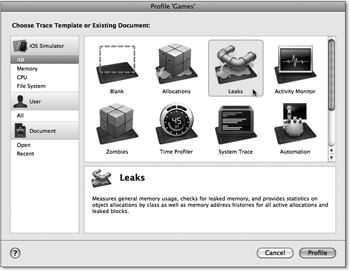 Profile 'Games'
Choose Trace Template or Existing Document:
iOS Simulator
All
Memory
CPU
File System
User
All
Document
Open
Recent
Blank
Allocations
Leaks
Activity Monitor
Zombies
Time Profiler
System Trace
Automation
45
Leaks
Measures general memory usage, checks for leaked memory, and provides statistics on
object allocations by class as well as memory address histories for all active allocations and
leaked blocks.
?
Cancel
Profile